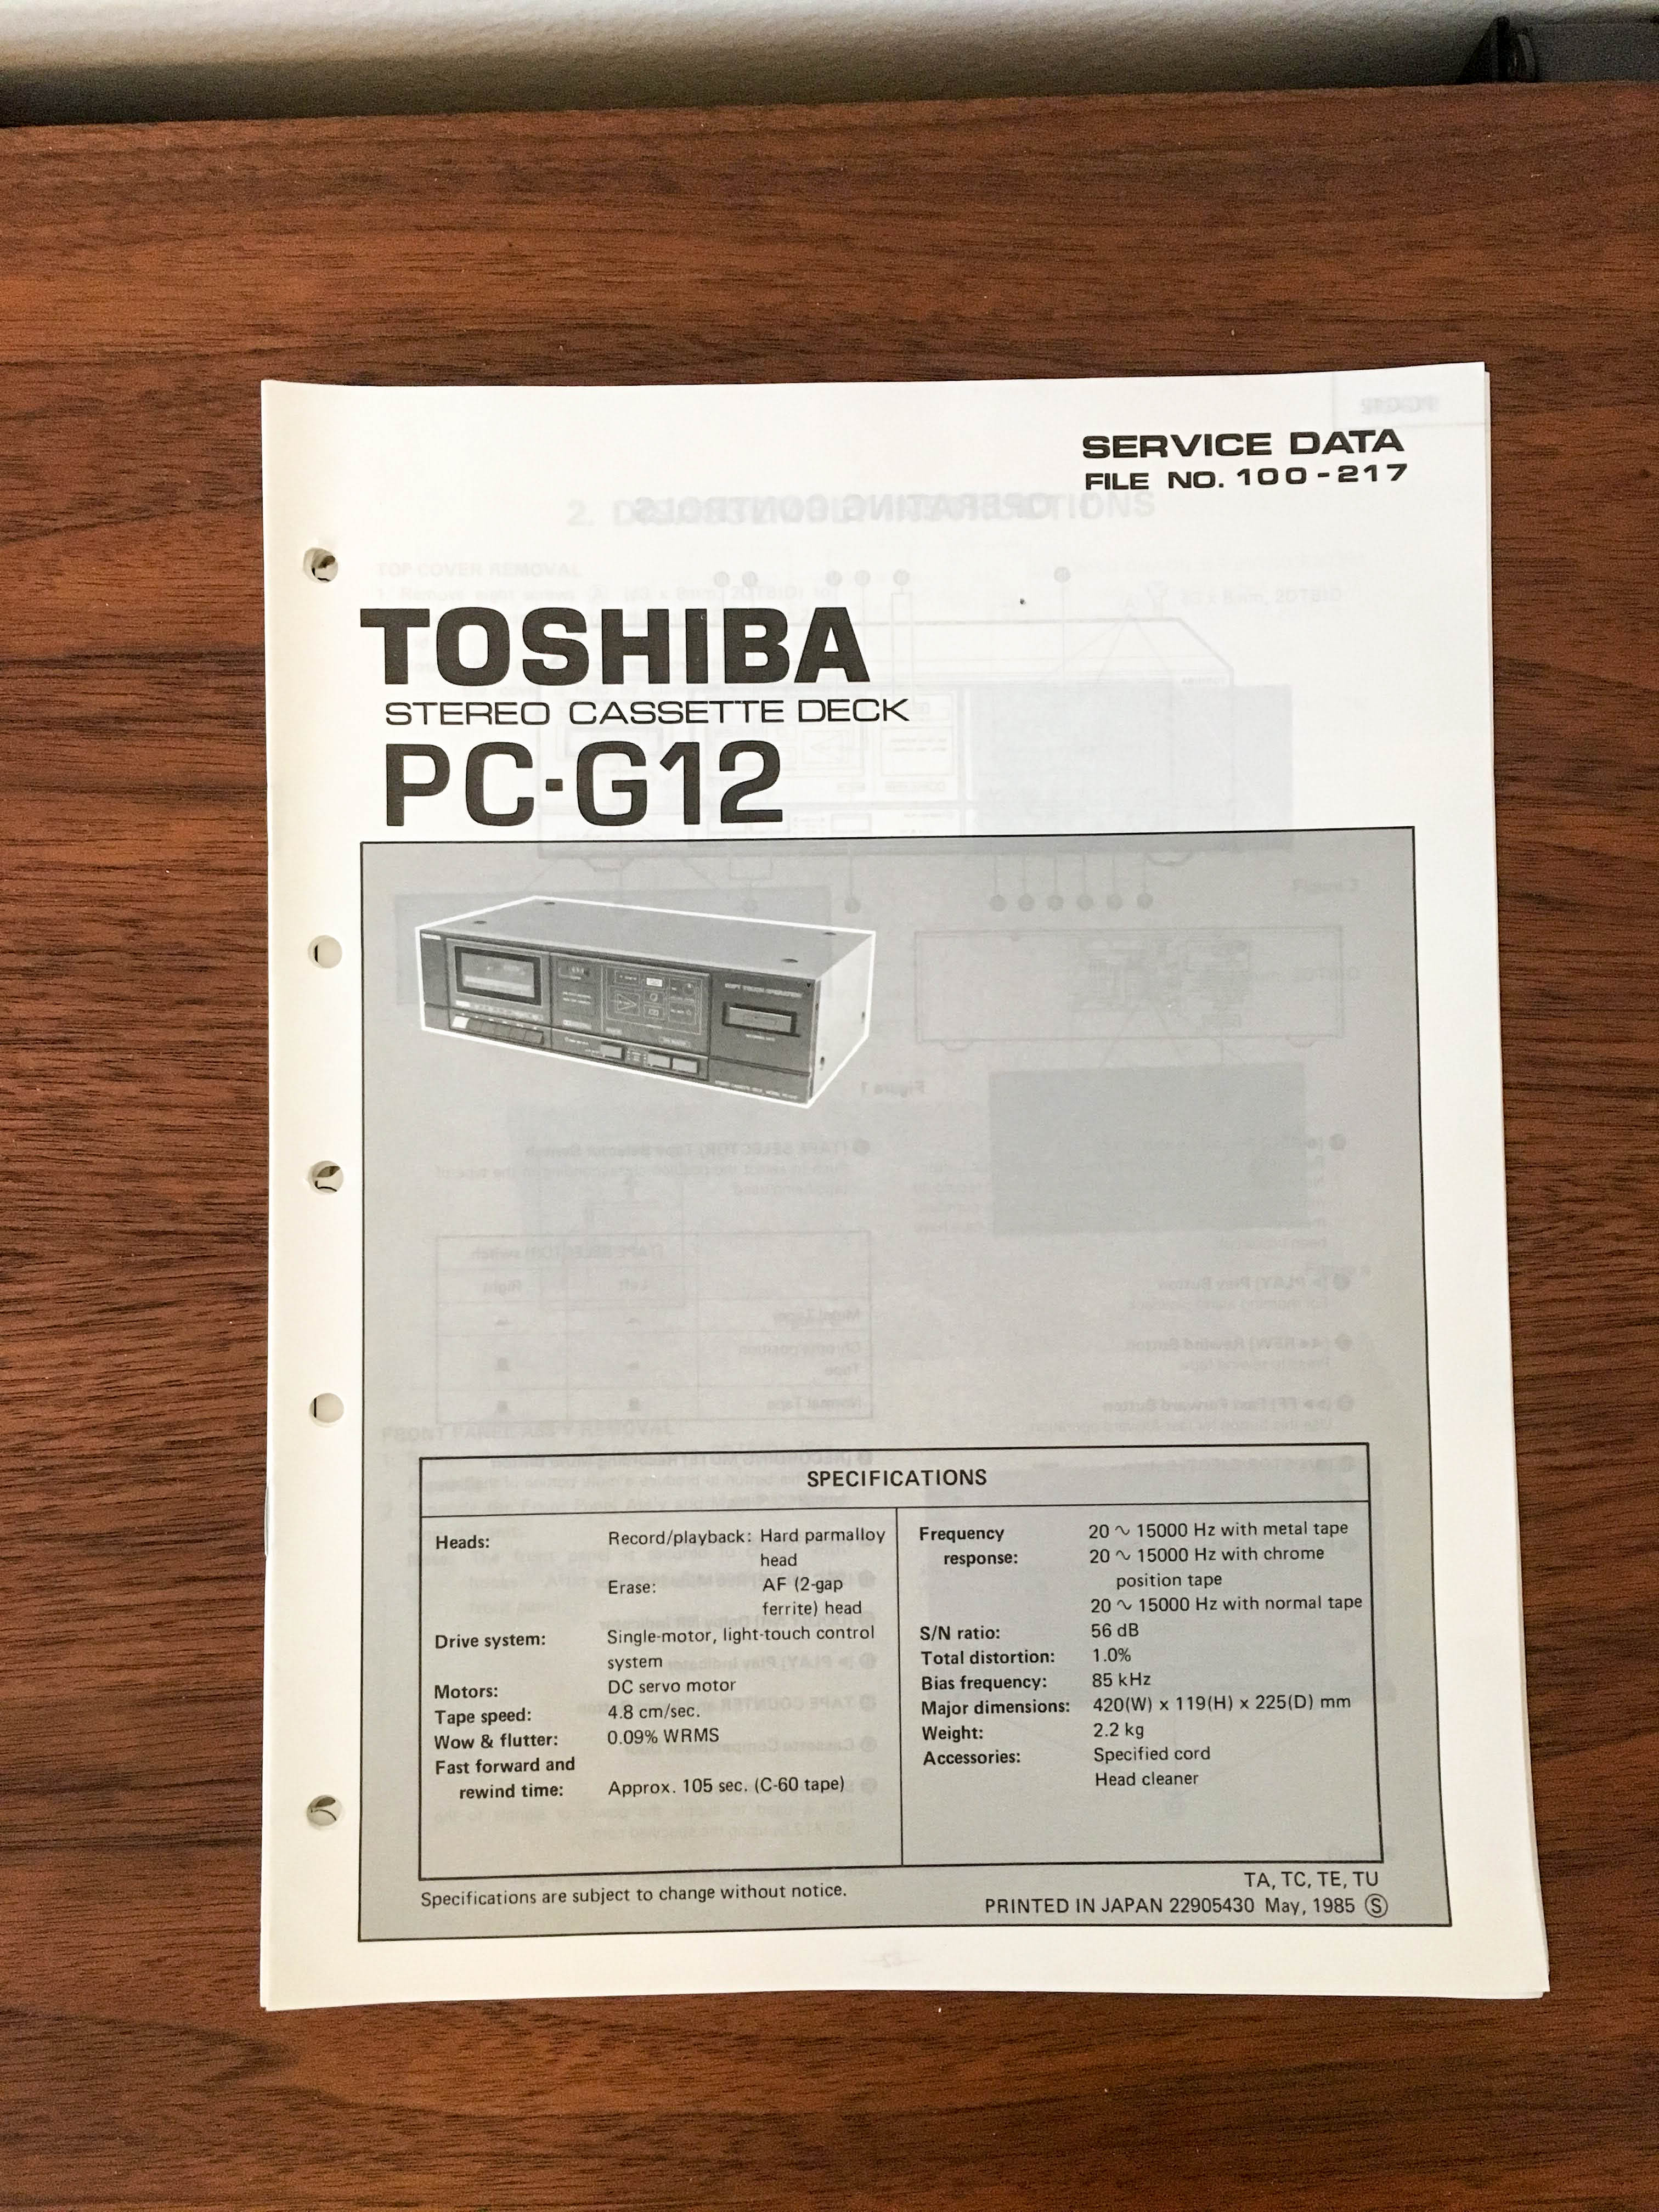 SERVICE DATA
FILE NO. 100-217
TOSHIBA
STEREO CASSETTE DECK
PC-G12
SPECIFICATIONS
Heads: Record/playback: Hard parmalloy
head
Erase: AF (2-gap
ferrite) head
Drive system: Single-motor, light-touch control
system
Motors: DC servo motor
Tape speed: 4.8 cm/sec.
Wow & flutter: 0.09% WRMS
Fast forward and
rewind time: Approx. 105 sec. (C-60 tape)
Frequency 20 ∿ 15000 Hz with metal tape
response: 20 ∿ 15000 Hz with chrome
position tape
20 ∿ 15000 Hz with normal tape
S/N ratio: 56 dB
Total distortion: 1.0%
Bias frequency: 85 kHz
Major dimensions: 420(W) x 119(H) x 225(D) mm
Weight: 2.2 kg
Accessories: Specified cord
Head cleaner
Specifications are subject to change without notice.
TA, TC, TE, TU
PRINTED IN JAPAN 22905430 May, 1985 Ⓢ